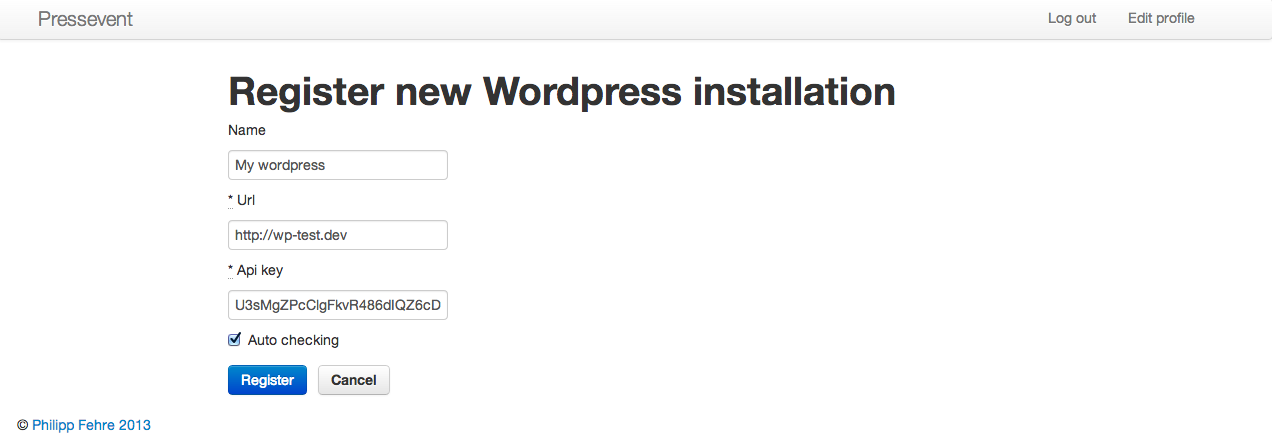 Pressevent Log out Edit profile
Register new Wordpress installation
Name
My wordpress
* Url
http://wp-test.dev
* Api key
U3sMgZPcClgFkvR486dIQZ6cD
Auto checking
Register Cancel
© Philipp Fehre 2013